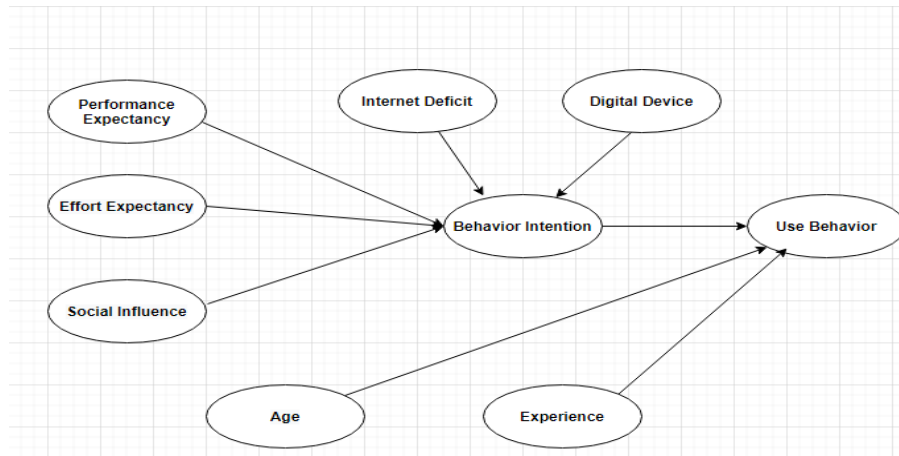 Performance
Expectancy
Internet Deficit
Digital Device
Effort Expectancy
Behavior Intention
Use Behavior
Social Influence
Age
Experience